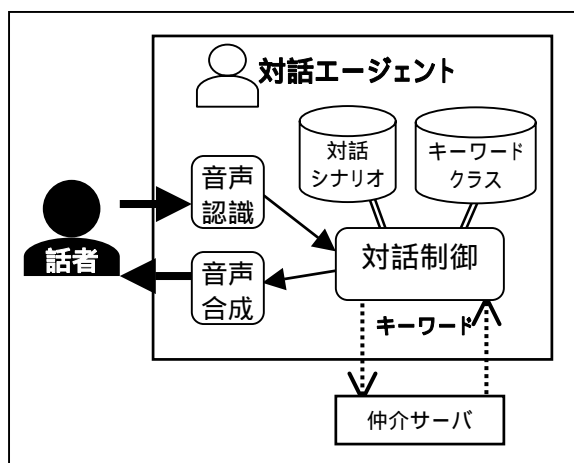 対話エージェント
対話
シナリオ
キーワード
クラス
音声
認識
話者
対話制御
音声
合成
キーワード
仲介サーバ